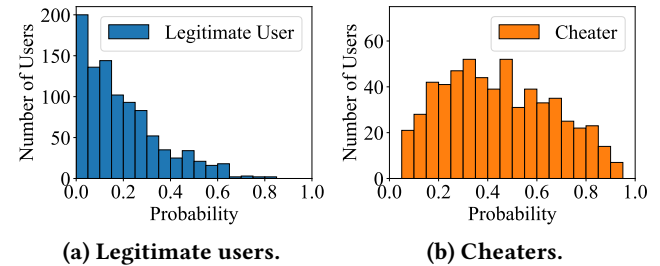 200
150
100
50
0
Number of Users
Legitimate User
0.0 0.2 0.4 0.6 0.8 1.0
Probability
(a) Legitimate users.
60
40
20
0
Number of Users
Cheater
0.0 0.2 0.4 0.6 0.8 1.0
Probability
(b) Cheaters.